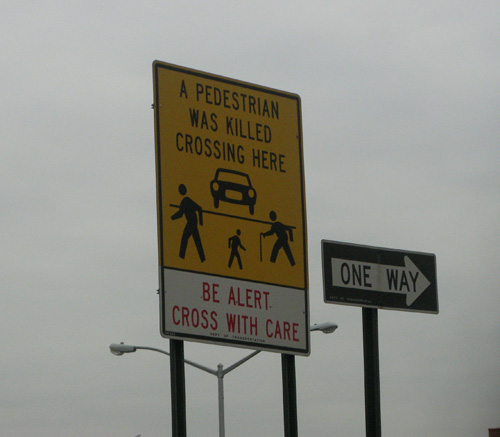 A PEDESTRIAN
WAS KILLED
CROSSING HERE
BE ALERT
CROSS WITH CARE
ONE WAY